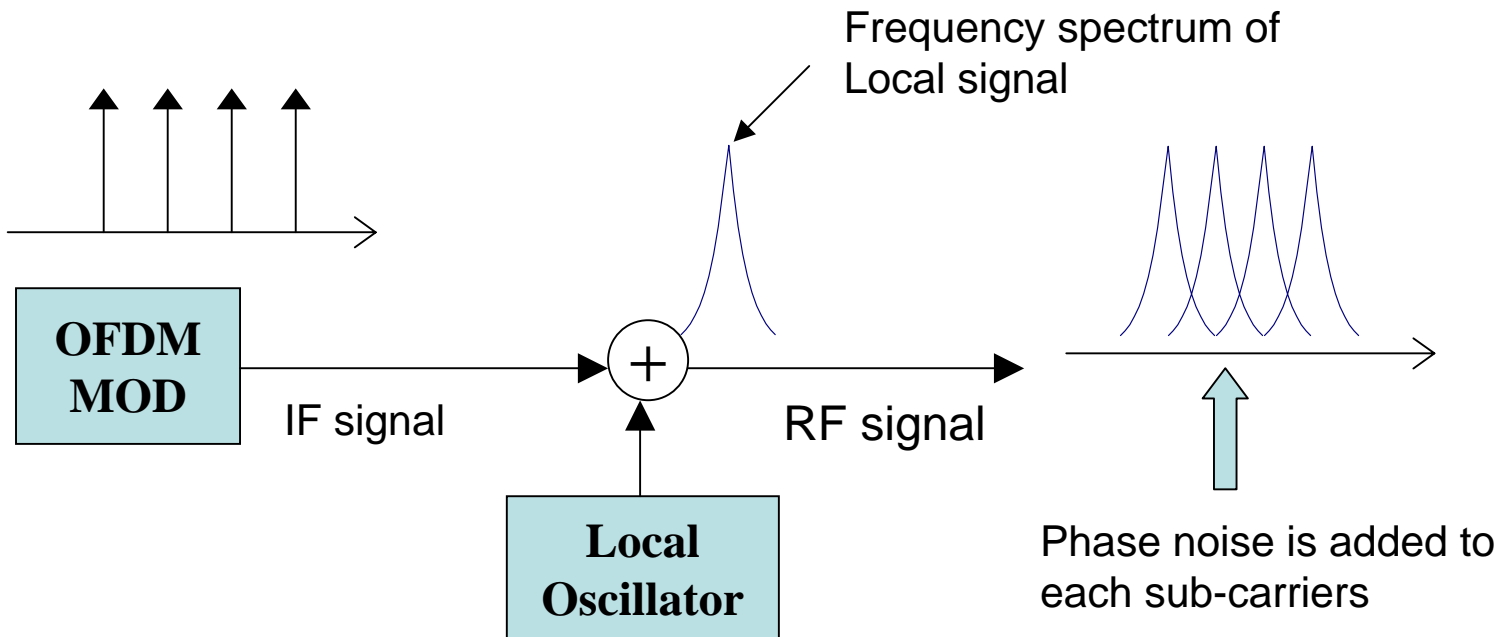 Frequency spectrum of
Local signal
OFDM
MOD
IF signal
+
RF signal
Local
Oscillator
Phase noise is added to
each sub-carriers